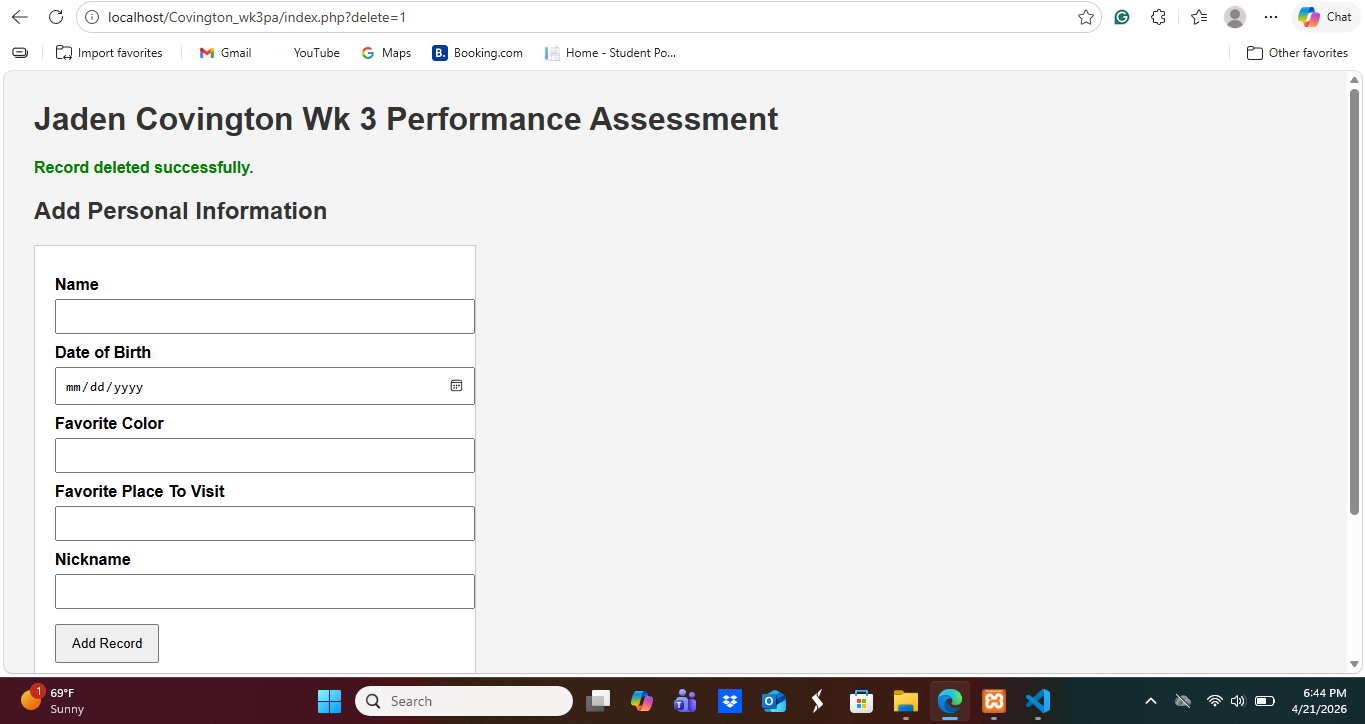 localhost/Covington_wk3pa/index.php?delete=1
Chat
Import favorites
Gmail
YouTube
Maps
B.
Booking.com
Home - Student Po...
Other favorites
Jaden Covington Wk 3 Performance Assessment
Record deleted successfully.
Add Personal Information
Name
Date of Birth
mm/dd/yyyy
Favorite Color
Favorite Place To Visit
Nickname
Add Record
1
69°F
Sunny
Search
6:44 PM
4/21/2026